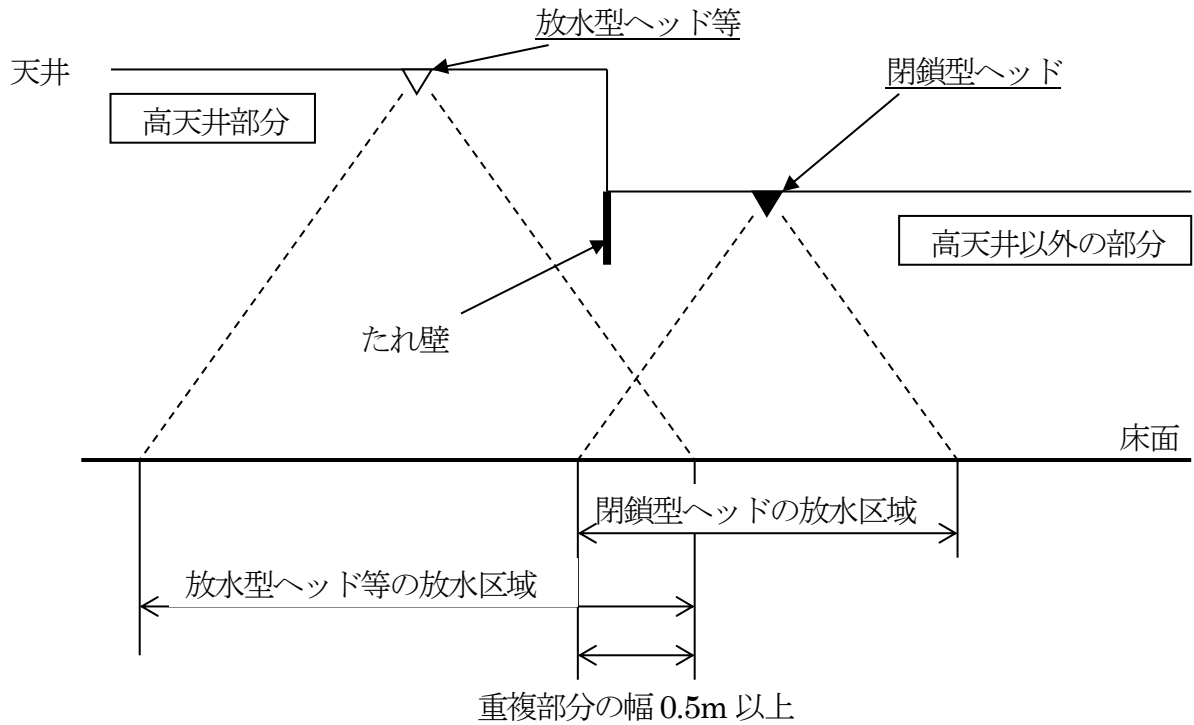 放水型ヘッド等
天井
閉鎖型ヘッド
高天井部分
高天井以外の部分
たれ壁
床面
閉鎖型ヘッドの放水区域
放水型ヘッド等の放水区域
重複部分の幅 0.5m 以上